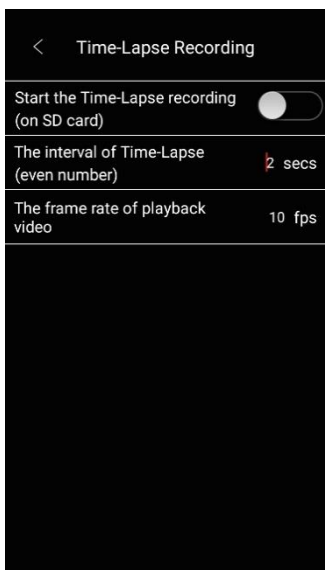 Time-Lapse Recording
Start the Time-Lapse recording
(on SD card)
The interval of Time-Lapse
(even number)
2 secs
The frame rate of playback
video
10 fps